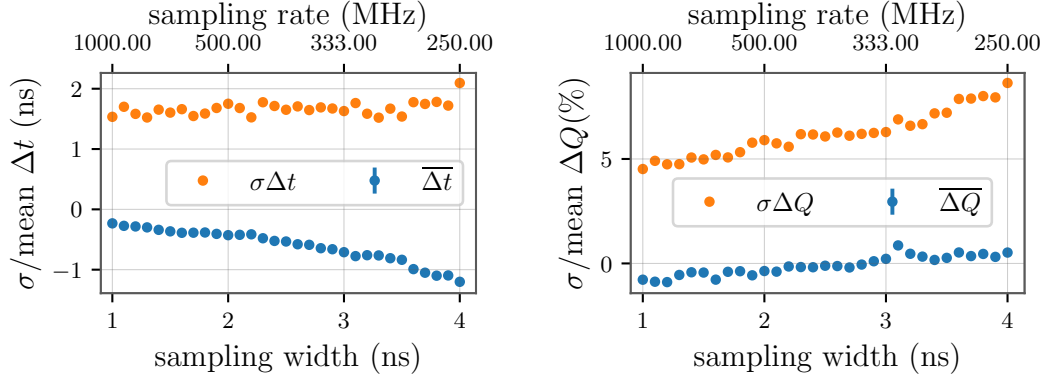 sampling rate (MHz)
1000.00 500.00 333.00 250.00
σ/mean Δt (ns)
2
1
0
−1
σΔt
Δt̅
1 2 3 4
sampling width (ns)
sampling rate (MHz)
1000.00 500.00 333.00 250.00
σ/mean ΔQ(%)
5
0
σΔQ
Δ̅Q̅
1 2 3 4
sampling width (ns)